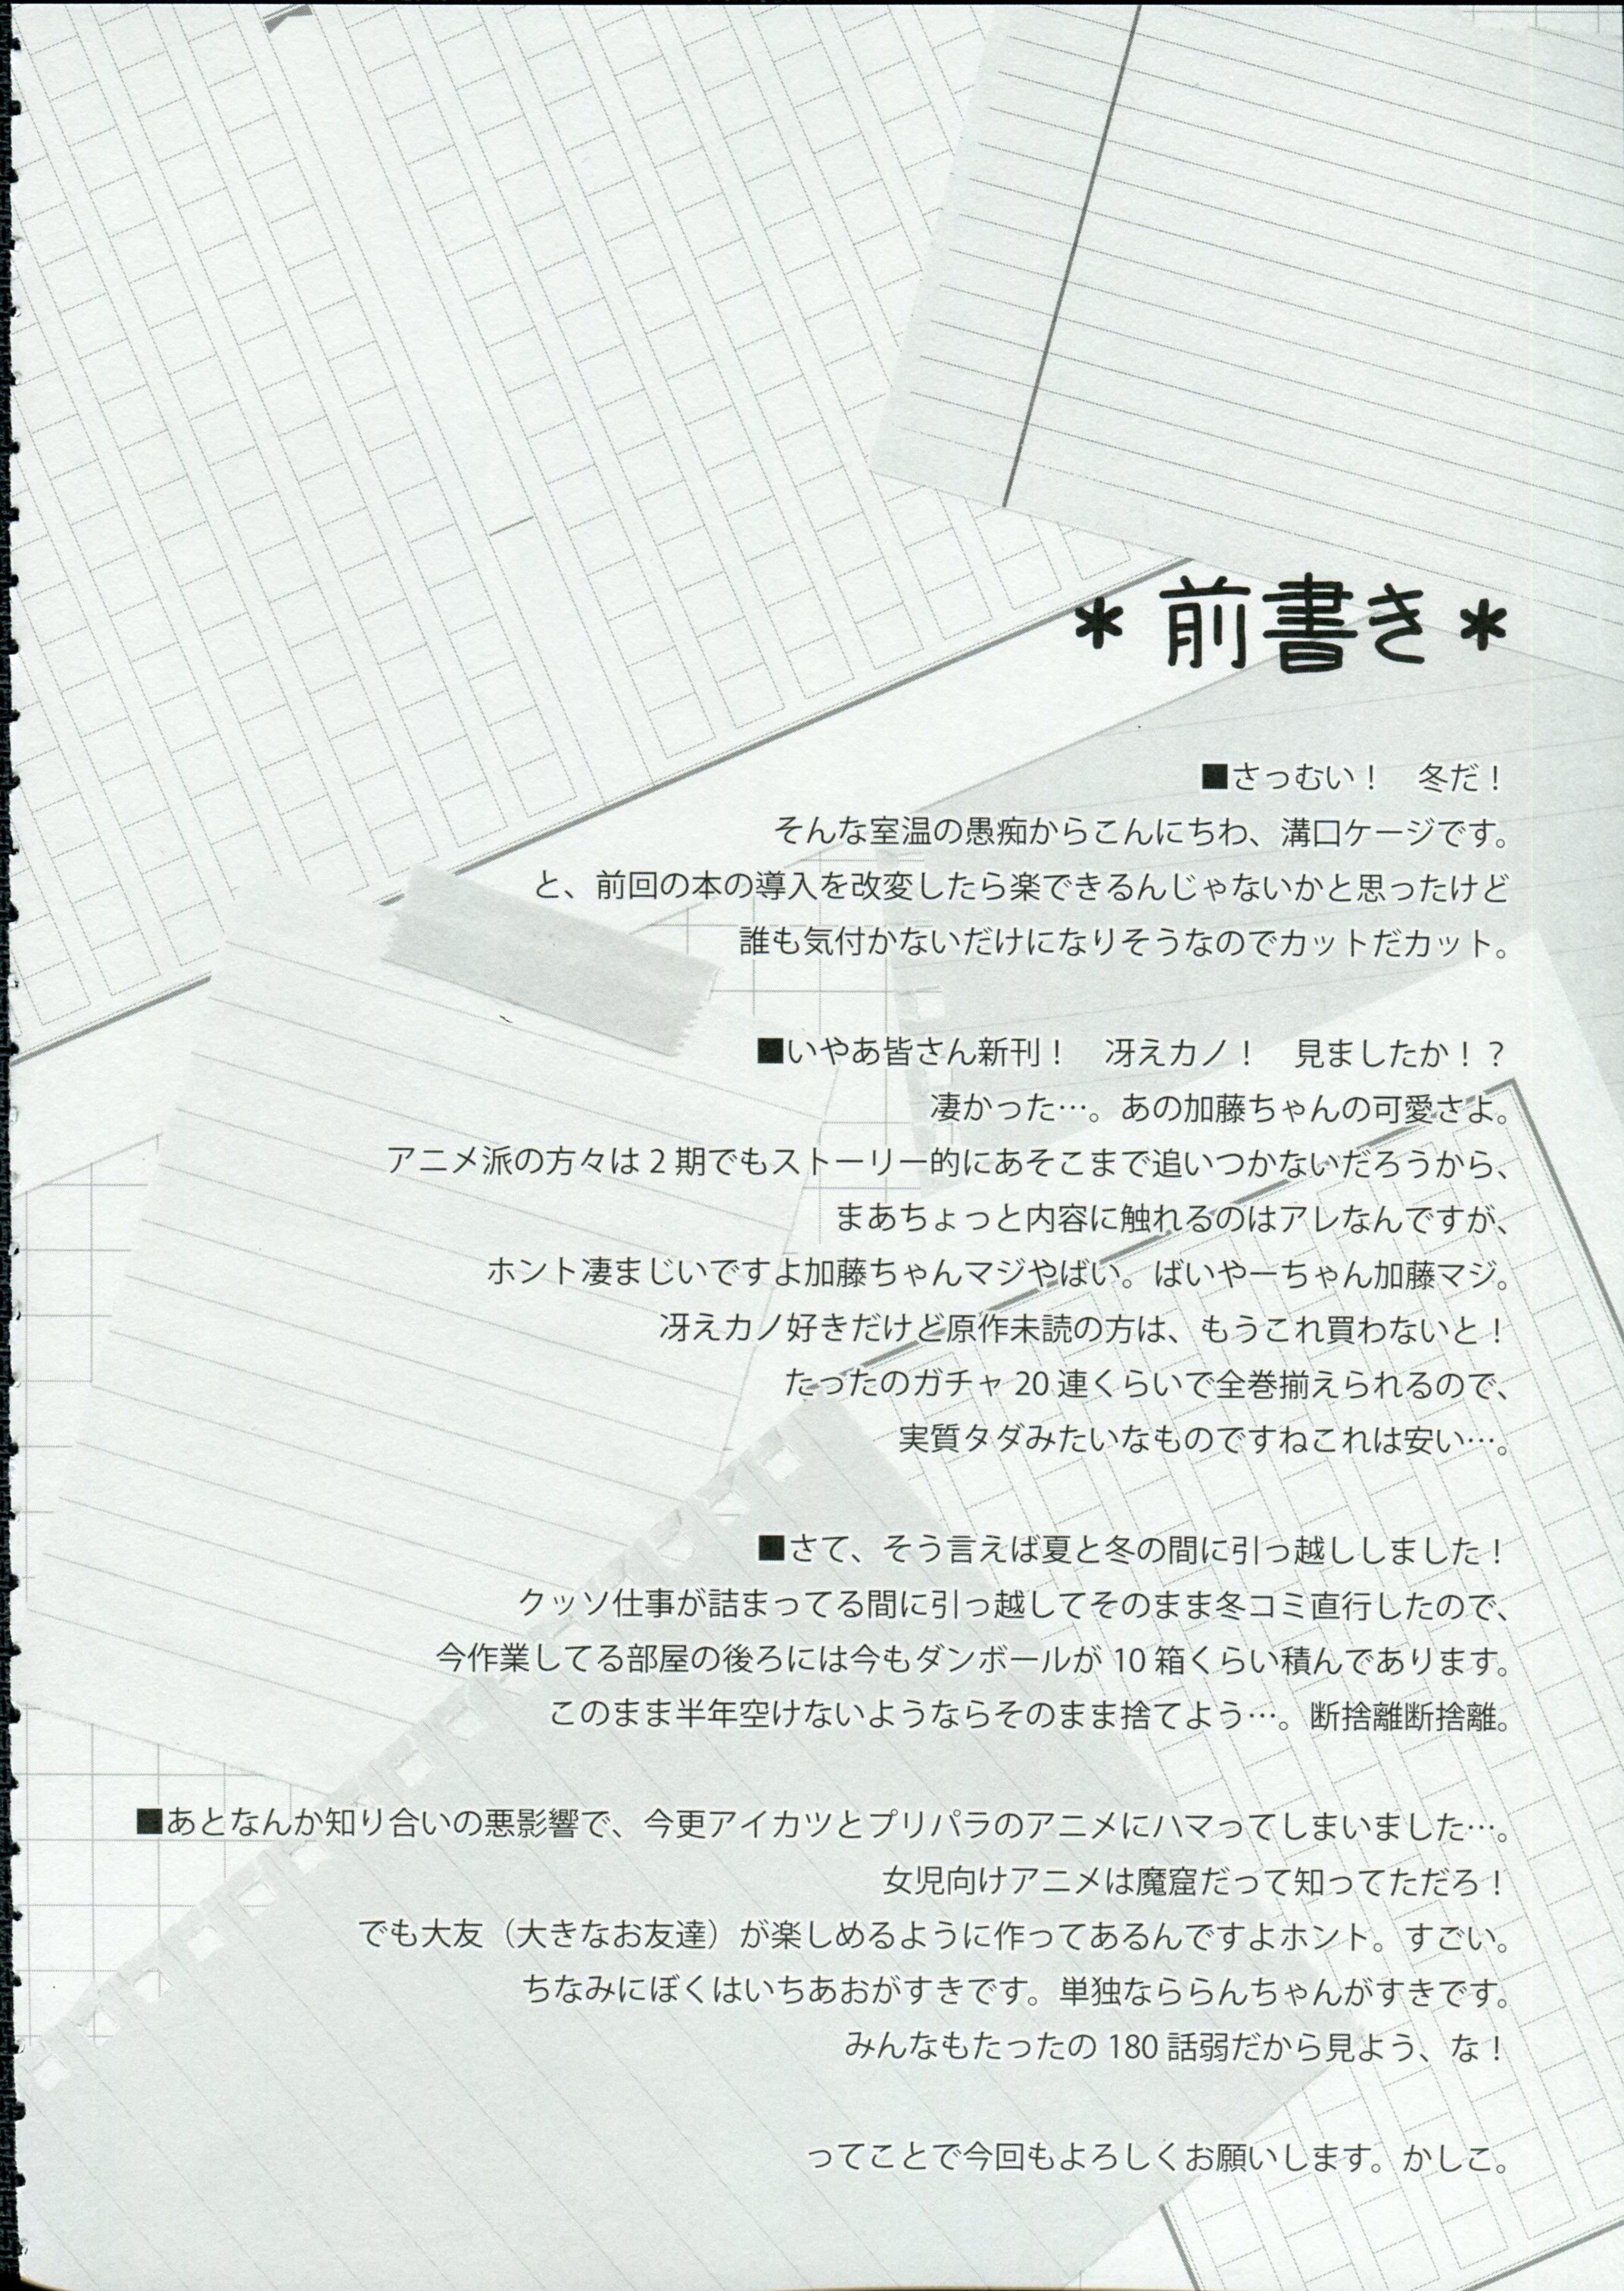 ＊前書き＊
■さっむい！　冬だ！
そんな室温の愚痴からこんにちわ、溝口ケージです。
と、前回の本の導入を改変したら楽できるんじゃないかと思ったけど
誰も気付かないだけになりそうなのでカットだカット。
■いやあ皆さん新刊！　冴えカノ！　見ましたか！？
凄かった…。あの加藤ちゃんの可愛さよ。
アニメ派の方々は２期でもストーリー的にあそこまで追いつかないだろうから、
まあちょっと内容に触れるのはアレなんですが、
ホント凄まじいですよ加藤ちゃんマジやばい。ばいやーちゃん加藤マジ。
冴えカノ好きだけど原作未読の方は、もうこれ買わないと！
たったのガチャ 20 連くらいで全巻揃えられるので、
実質タダみたいなものですねこれは安い…。
■さて、そう言えば夏と冬の間に引っ越ししました！
クッソ仕事が詰まってる間に引っ越してそのまま冬コミ直行したので、
今作業してる部屋の後ろには今もダンボールが 10 箱くらい積んであります。
このまま半年空けないようならそのまま捨てよう…。断捨離断捨離。
■あとなんか知り合いの悪影響で、今更アイカツとプリパラのアニメにハマってしまいました…。
女児向けアニメは魔窟だって知ってただろ！
でも大友（大きなお友達）が楽しめるように作ってあるんですよホント。すごい。
ちなみにぼくはいちあおがすきです。単独なららんちゃんがすきです。
みんなもたったの 180 話弱だから見よう、な！
ってことで今回もよろしくお願いします。かしこ。